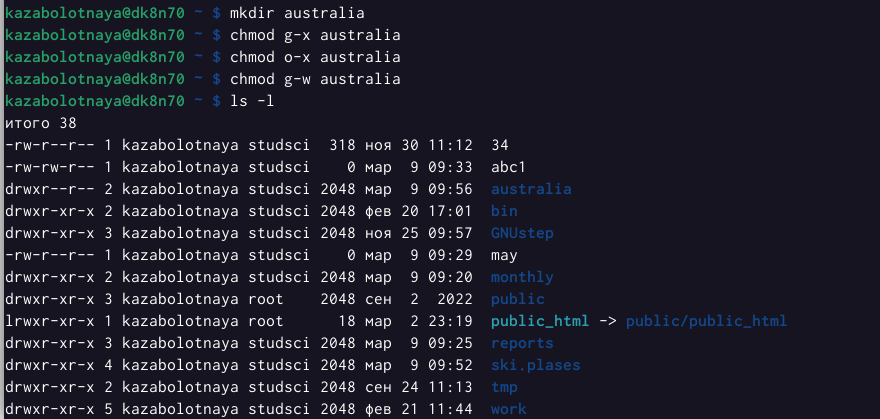 kazabolotnaya@dk8n70 ~ $ mkdir australia
kazabolotnaya@dk8n70 ~ $ chmod g-x australia
kazabolotnaya@dk8n70 ~ $ chmod o-x australia
kazabolotnaya@dk8n70 ~ $ chmod g-w australia
kazabolotnaya@dk8n70 ~ $ ls -l
итого 38
-rw-r--r-- 1 kazabolotnaya studsci  318 ноя 30 11:12  34
-rw-rw-r-- 1 kazabolotnaya studsci    0 мар  9 09:33  abc1
drwxr--r-- 2 kazabolotnaya studsci 2048 мар  9 09:56  australia
drwxr-xr-x 2 kazabolotnaya studsci 2048 фев 20 17:01  bin
drwxr-xr-x 3 kazabolotnaya studsci 2048 ноя 25 09:57  GNUstep
-rw-r--r-- 1 kazabolotnaya studsci    0 мар  9 09:29  may
drwxr-xr-x 2 kazabolotnaya studsci 2048 мар  9 09:20  monthly
drwxr-xr-x 3 kazabolotnaya root    2048 сен  2  2022  public
lrwxr-xr-x 1 kazabolotnaya root      18 мар  2 23:19  public_html -> public/public_html
drwxr-xr-x 3 kazabolotnaya studsci 2048 мар  9 09:25  reports
drwxr-xr-x 4 kazabolotnaya studsci 2048 мар  9 09:52  ski.plases
drwxr-xr-x 2 kazabolotnaya studsci 2048 сен 24 11:13  tmp
drwxr-xr-x 5 kazabolotnaya studsci 2048 фев 21 11:44  work